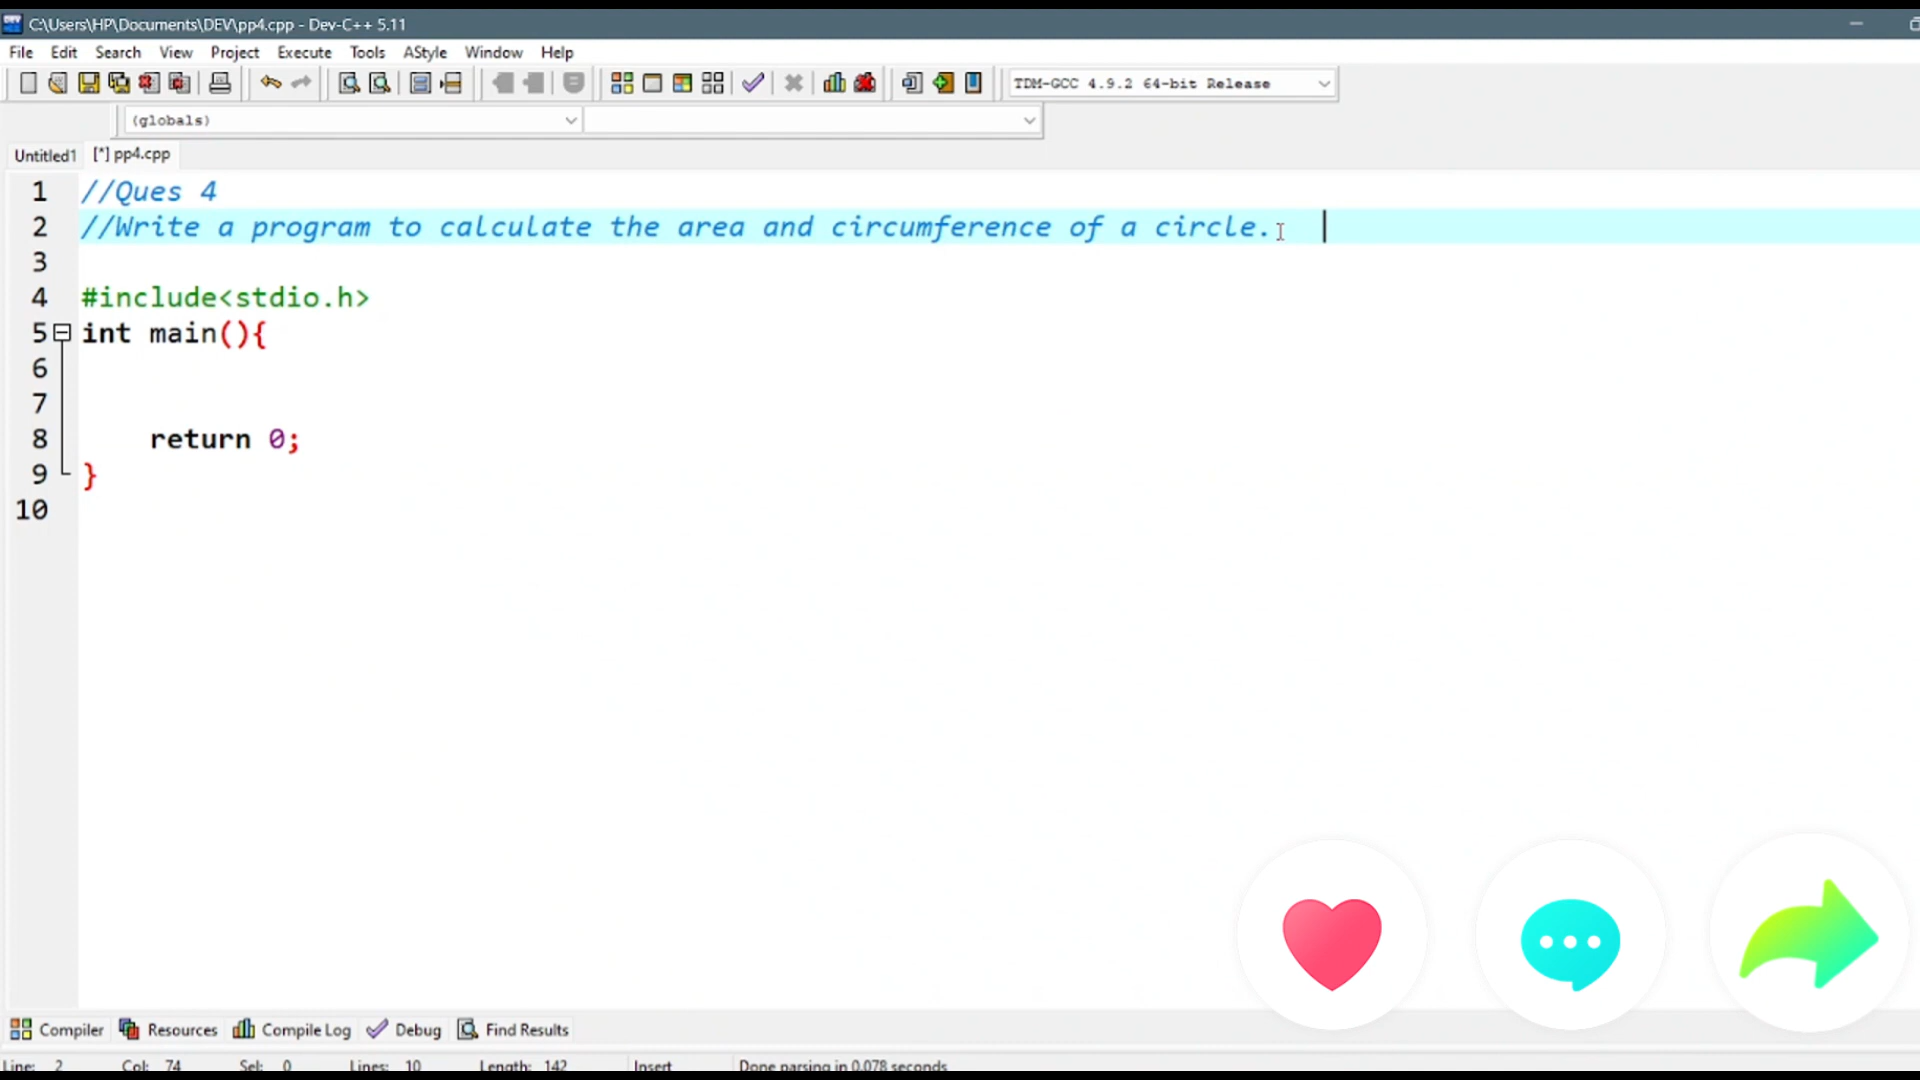 C:\Users\HP\Documents\DEV\pp4.cpp - Dev-C++ 5.11
File Edit Search View Project Execute Tools AStyle Window Help
TDM-GCC 4.9.2 64-bit Release
(globals)
Untitled1 [*] pp4.cpp
1 //Ques 4
2 //Write a program to calculate the area and circumference of a circle.
3
4 #include<stdio.h>
5 int main(){
6
7
8 return 0;
9 }
10
Compiler Resources Compile Log Debug Find Results
Line: 2 Col: 74 Sel: 0 Lines: 10 Length: 142 Insert Done parsing in 0.078 seconds